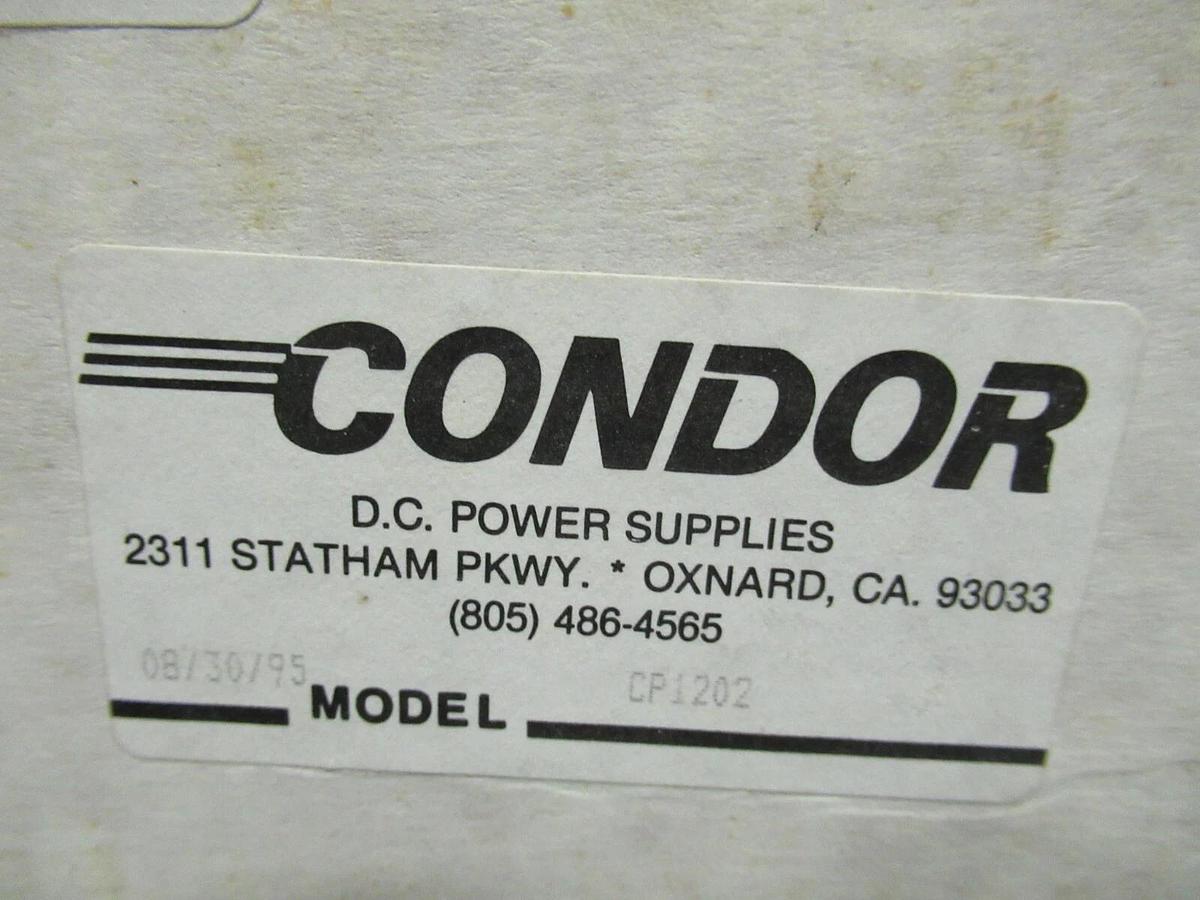 CONDOR
D.C. POWER SUPPLIES
2311 STATHAM PKWY. * OXNARD, CA. 93033
(805) 486-4565
08/30/95 CP1202
MODEL